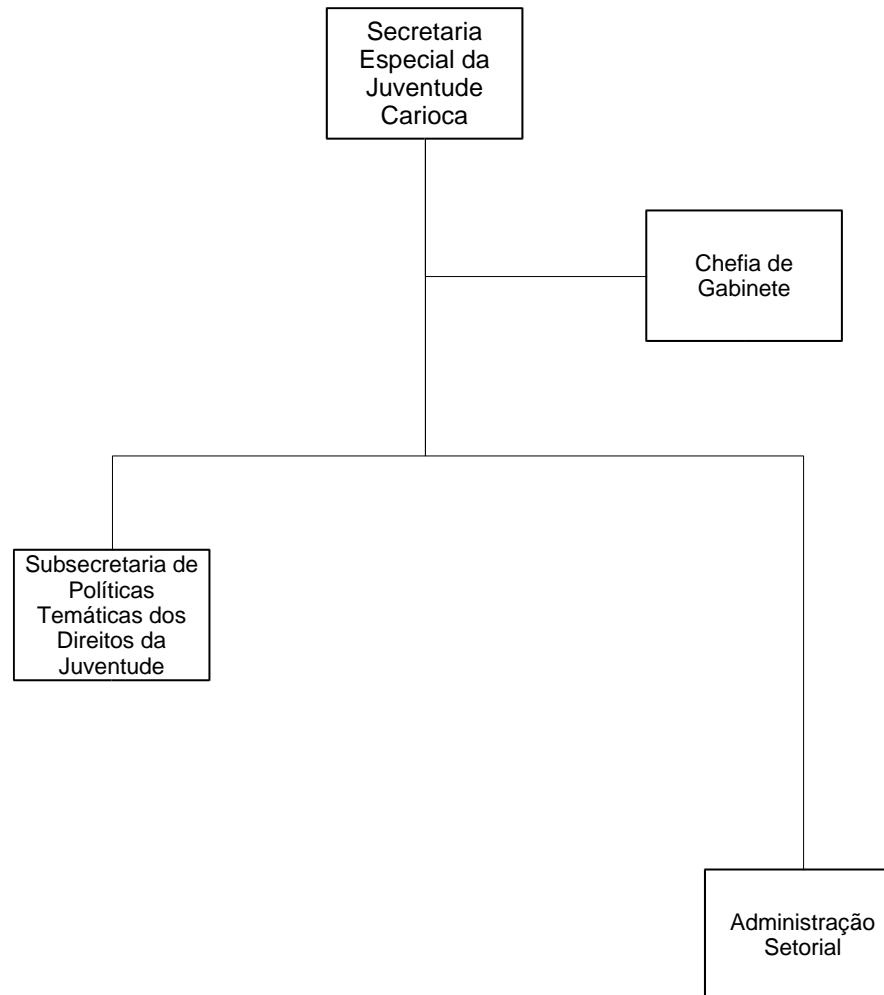 Secretaria
Especial da
Juventude
Carioca
Chefia de
Gabinete
Subsecretaria de
Políticas
Temáticas dos
Direitos da
Juventude
Administração
Setorial